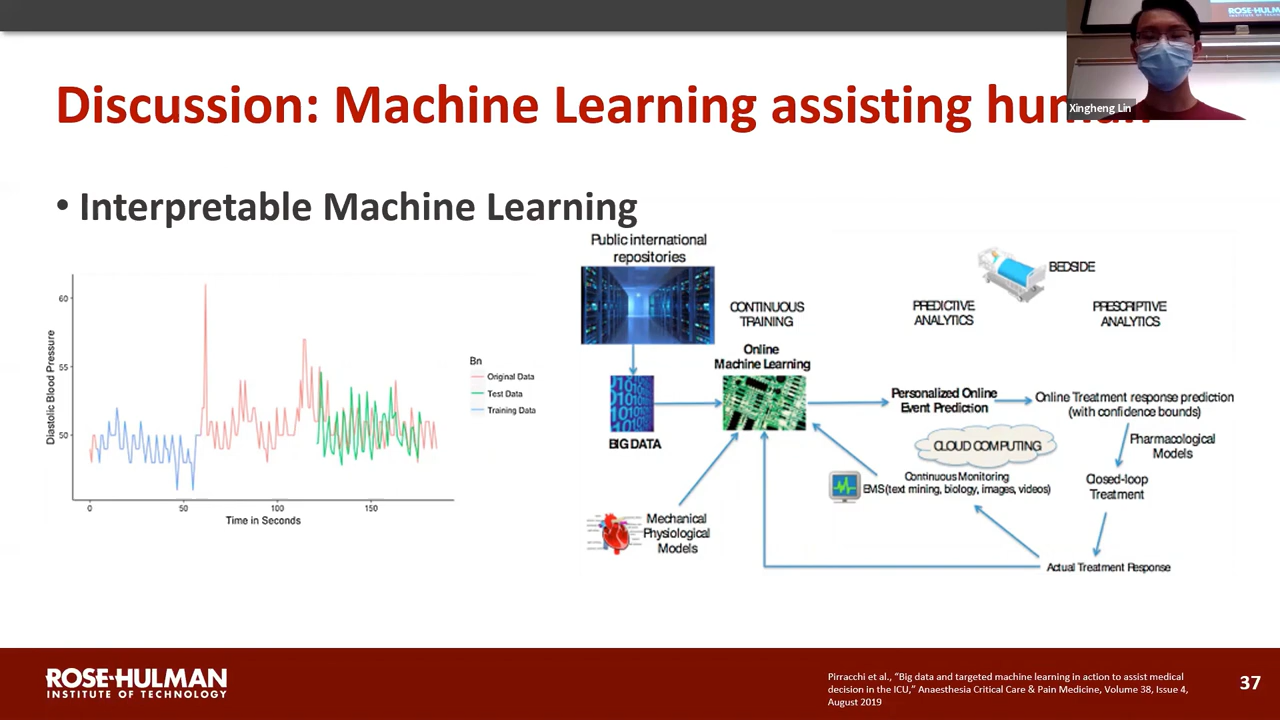 ROSE-HULMAN
Xingheng Lin
Discussion: Machine Learning assisting human
• Interpretable Machine Learning
60
55
50
Diastolic Blood Pressure
0
50
100
150
Time in Seconds
Bn
Original Data
Test Data
Training Data
Public international
repositories
BIG DATA
CONTINUOUS
TRAINING
Online
Machine Learning
Mechanical
Physiological
Models
BEDSIDE
PREDICTIVE
ANALYTICS
PRESCRIPTIVE
ANALYTICS
Personalized Online
Event Prediction
Online Treatment response prediction
(with confidence bounds)
CLOUD COMPUTING
Pharmacological
Models
Continuous Monitoring
EMS (text mining, biology, images, videos)
Closed-loop
Treatment
Actual Treatment Response
ROSE-HULMAN
INSTITUTE OF TECHNOLOGY
Pirracchi et al., “Big data and targeted machine learning in action to assist medical
decision in the ICU,” Anaesthesia Critical Care & Pain Medicine, Volume 38, Issue 4,
August 2019
37